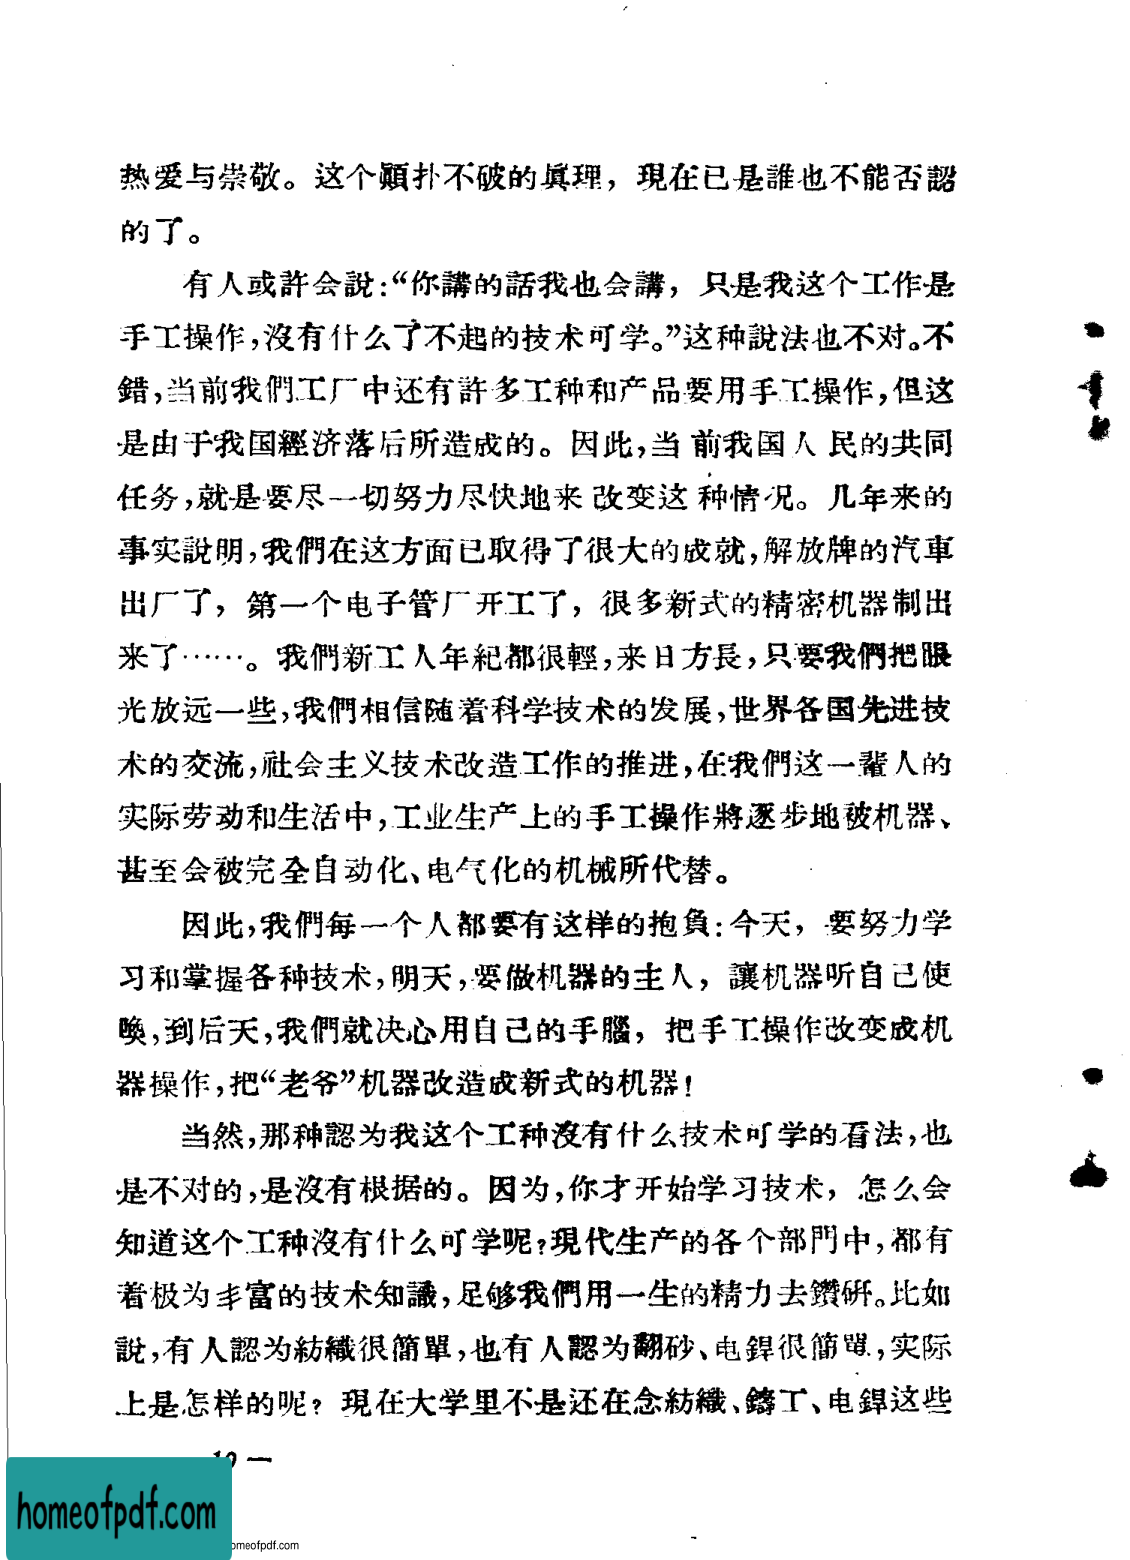 热爱与崇敬。这个顚扑不破的眞理，現在已是誰也不能否認
的了。
有人或許会說：“你講的話我也会講，只是我这个工作是
手工操作，沒有什么了不起的技术可学。”这种說法也不对。不
錯，当前我們工厂中还有許多工种和产品要用手工操作，但这
是由于我国經济落后所造成的。因此，当前我国人民的共同
任务，就是要尽一切努力尽快地来改变这种情况。几年来的
事实說明，我們在这方面已取得了很大的成就，解放牌的汽車
出厂了，第一个电子管厂开工了，很多新式的精密机器制出
来了……。我們新工人年紀都很輕，来日方長，只要我們把眼
光放远一些，我們相信随着科学技术的发展，世界各国先进技
术的交流，社会主义技术改造工作的推进，在我們这一輩人的
实际劳动和生活中，工业生产上的手工操作將逐步地被机器、
甚至会被完全自动化、电气化的机械所代替。
因此，我們每一个人都要有这样的抱負：今天，要努力学
习和掌握各种技术，明天，要做机器的主人，讓机器听自己使
喚，到后天，我們就决心用自己的手腦，把手工操作改变成机
器操作，把“老爷”机器改造成新式的机器！
当然，那种認为我这个工种沒有什么技术可学的看法，也
是不对的，是沒有根据的。因为，你才开始学习技术，怎么会
知道这个工种沒有什么可学呢？現代生产的各个部門中，都有
着极为丰富的技术知識，足够我們用一生的精力去鑽硏。比如
說，有人認为紡織很簡單，也有人認为翻砂、电銲很簡單，实际
上是怎样的呢？現在大学里不是还在念紡織、鑄工、电銲这些
homeofpdf.com
omeofpdf.com